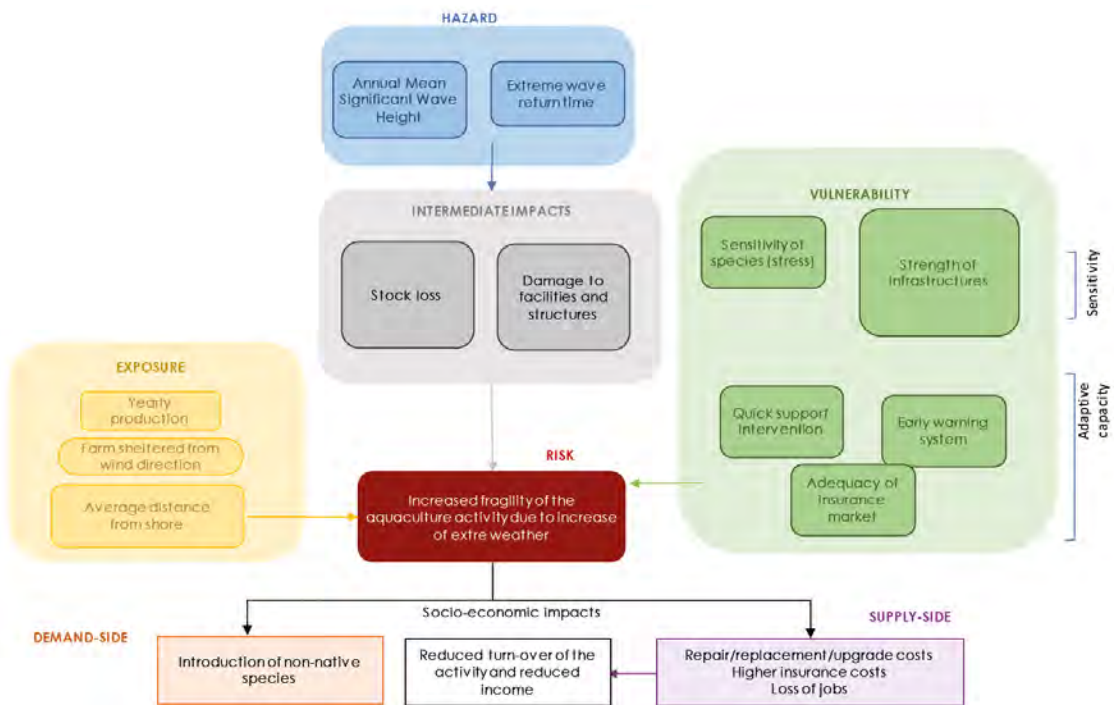 HAZARD
Annual Mean
Significant Wave
Height
Extreme wave
return time
INTERMEDIATE IMPACTS
Stock loss
Damage to
facilities and
structures
VULNERABILITY
Sensitivity of
species (stress)
Strength of
Infrastructures
Sensitivity
Quick support
intervention
Early warning
system
Adequacy of
insurance
market
Adaptive
capacity
EXPOSURE
Yearly
production
Farm sheltered from
wind direction
Average distance
from shore
RISK
Increased fragility of the
aquaculture activity due to increase
of extre weather
Socio-economic impacts
DEMAND-SIDE
Introduction of non-native
species
Reduced turn-over of the
activity and reduced
income
SUPPLY-SIDE
Repair/replacement/upgrade costs
Higher insurance costs
Loss of jobs